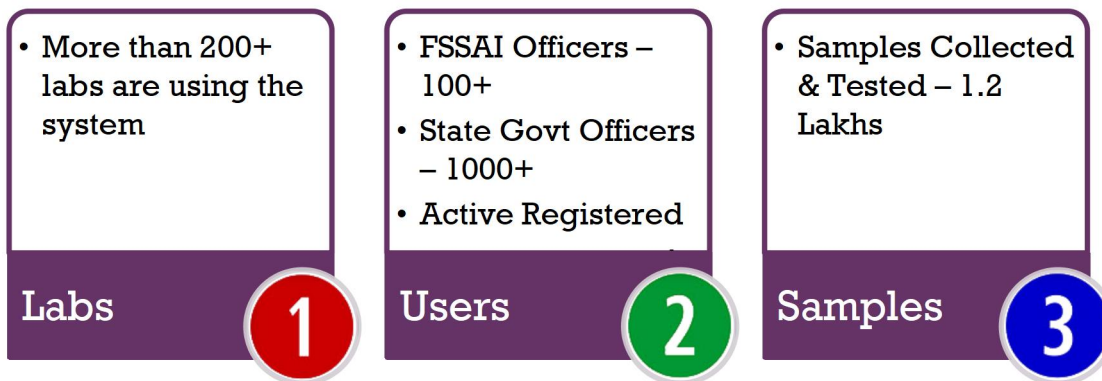 • More than 200+
labs are using the
system
Labs
1
• FSSAI Officers –
100+
• State Govt Officers
– 1000+
• Active Registered
Users
2
• Samples Collected
& Tested – 1.2
Lakhs
Samples
3